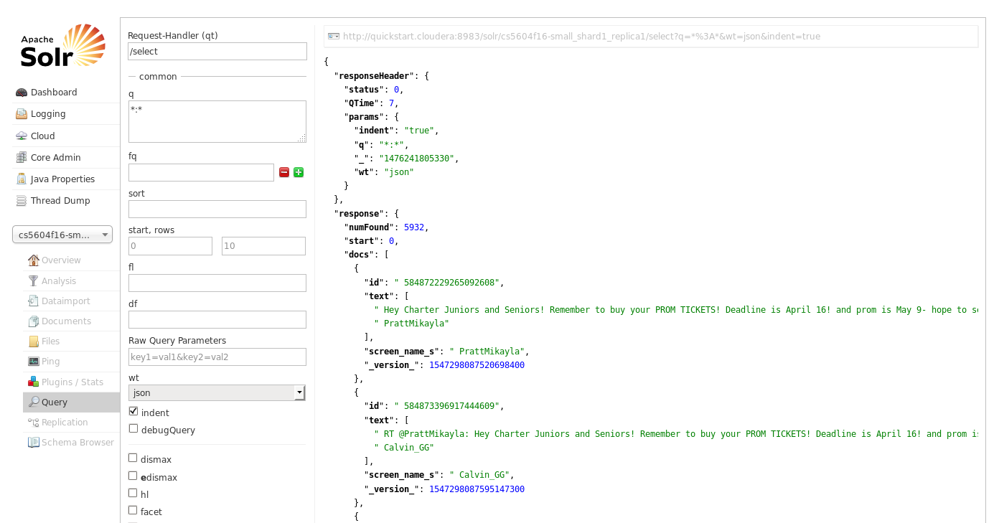 Apache
Solr
Dashboard
Logging
Cloud
Core Admin
Java Properties
Thread Dump
cs5604f16-sm...
Overview
Analysis
Dataimport
Documents
Files
Ping
Plugins / Stats
Query
Replication
Schema Browser
Request-Handler (qt)
/select
common
q
*:*
fq
sort
start, rows
0 10
fl
df
Raw Query Parameters
key1=val1&key2=val2
wt
json
indent
debugQuery
dismax
edismax
hl
facet
http://quickstart.cloudera:8983/solr/cs5604f16-small_shard1_replica1/select?q=*%3A*&wt=json&indent=true
{
"responseHeader": {
"status": 0,
"QTime": 7,
"params": {
"indent": "true",
"q": "*:*",
"_": "1476241805330",
"wt": "json"
}
},
"response": {
"numFound": 5932,
"start": 0,
"docs": [
{
"id": " 584872229265092608",
"text": [
" Hey Charter Juniors and Seniors! Remember to buy your PROM TICKETS! Deadline is April 16! and prom is May 9- hope to
" PrattMikayla"
],
"screen_name_s": " PrattMikayla",
"_version_": 1547298087520698400
},
{
"id": " 584873396917444609",
"text": [
" RT @PrattMikayla: Hey Charter Juniors and Seniors! Remember to buy your PROM TICKETS! Deadline is April 16! and prom
" Calvin_GG"
],
"screen_name_s": " Calvin_GG",
"_version_": 1547298087595147300
},
{